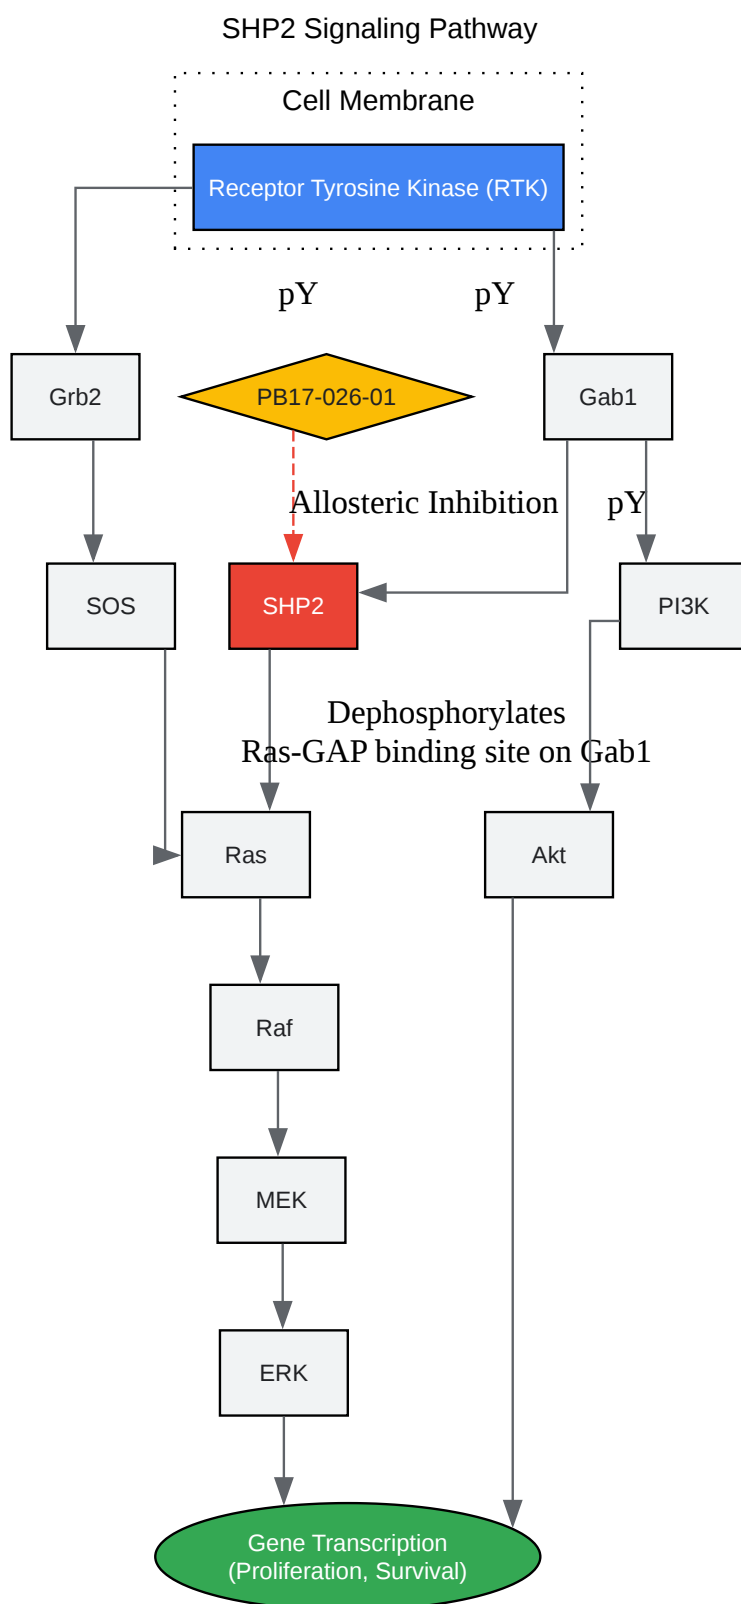 SHP2 Signaling Pathway
Cell Membrane
Receptor Tyrosine Kinase (RTK)
pY
pY
Grb2
PB17-026-01
Gab1
Allosteric Inhibition
pY
SOS
SHP2
PI3K
Dephosphorylates
Ras-GAP binding site on Gab1
Ras
Akt
Raf
MEK
ERK
Gene Transcription
(Proliferation, Survival)